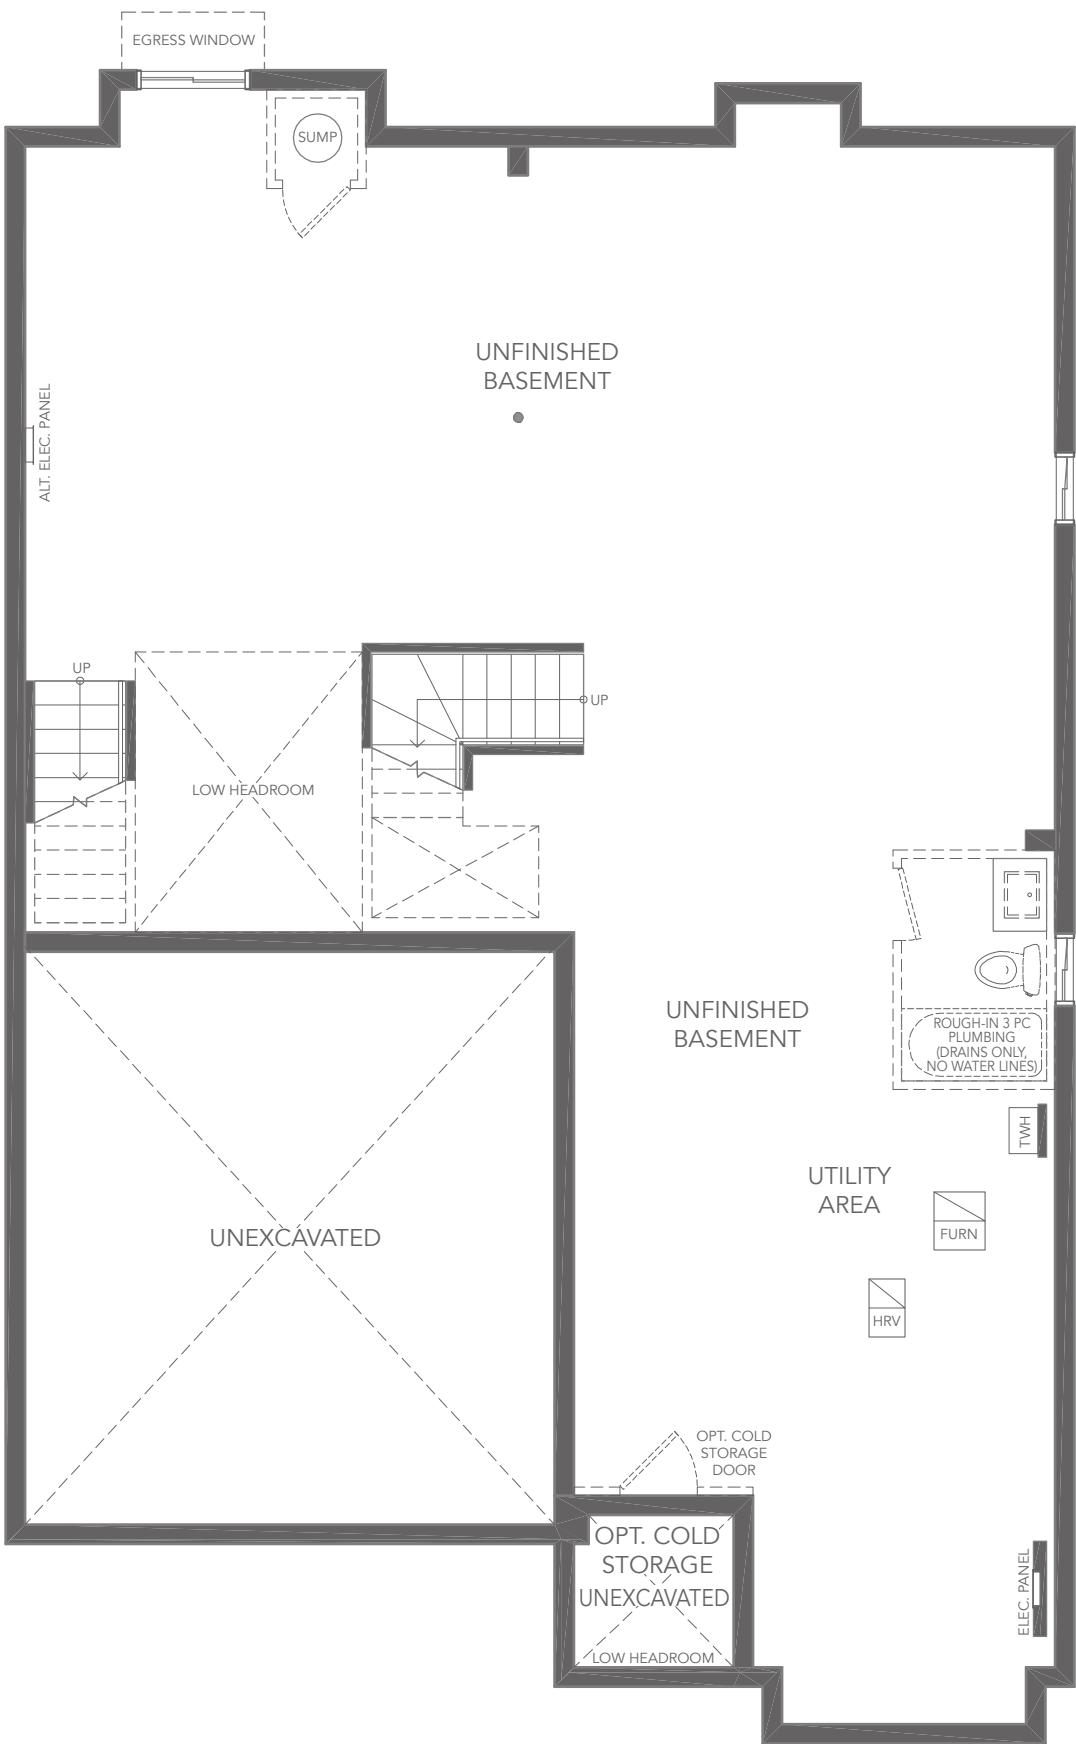 EGRESS WINDOW
SUMP
UNFINISHED
BASEMENT
ALT. ELEC. PANEL
UP
UP
LOW HEADROOM
UNFINISHED
BASEMENT
ROUGH-IN 3 PC
PLUMBING
(DRAINS ONLY,
NO WATER LINES)
TWH
UTILITY
AREA
FURN
UNEXCAVATED
HRV
OPT. COLD
STORAGE
DOOR
OPT. COLD
STORAGE
UNEXCAVATED
LOW HEADROOM
ELEC. PANEL